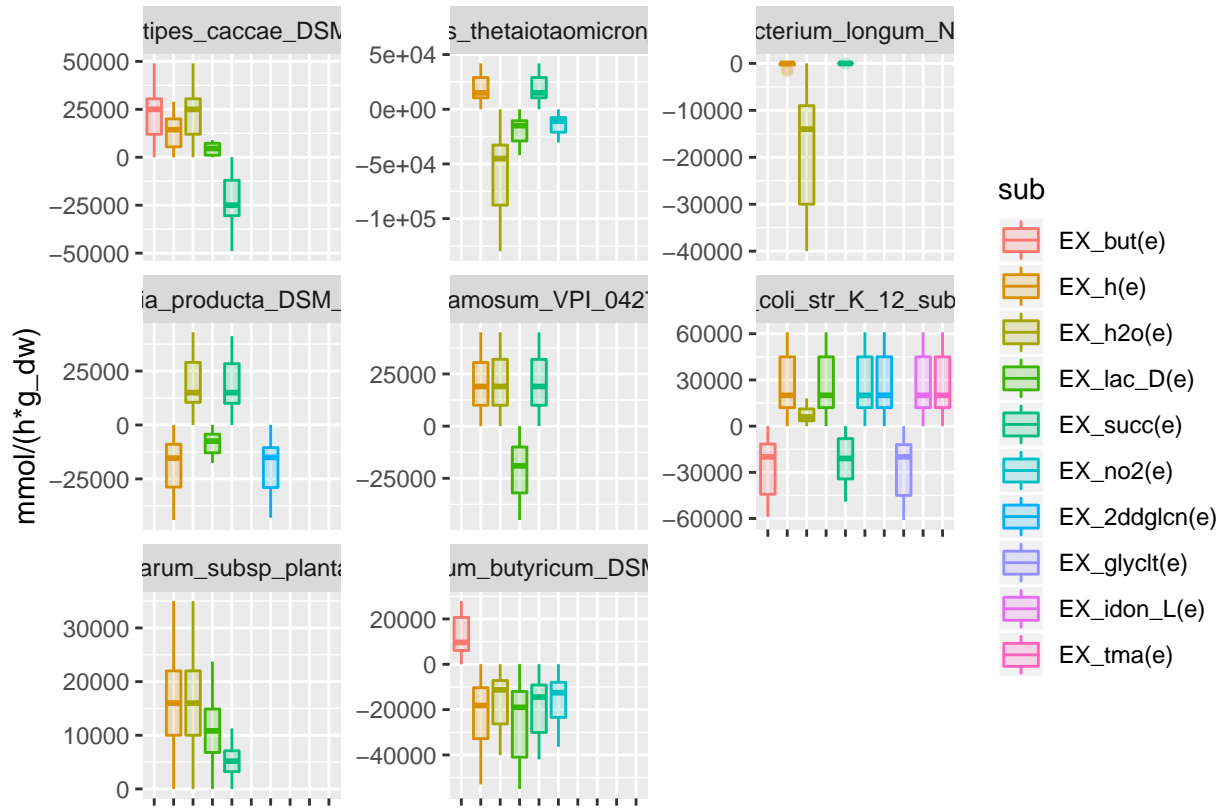 tipes_caccae_DSM
s_thetaiotaomicron
cterium_longum_N
50000
25000
0
−25000
−50000
5e+04
0e+00
−5e+04
−1e+05
0
−10000
−20000
−30000
−40000
ia_producta_DSM_
amosum_VPI_0427
_coli_str_K_12_sub
25000
0
−25000
25000
0
−25000
60000
30000
0
−30000
−60000
arum_subsp_planta
um_butyricum_DSM
30000
20000
10000
0
20000
0
−20000
−40000
mmol/(h*g_dw)
sub
EX_but(e)
EX_h(e)
EX_h2o(e)
EX_lac_D(e)
EX_succ(e)
EX_no2(e)
EX_2ddglcn(e)
EX_glyclt(e)
EX_idon_L(e)
EX_tma(e)